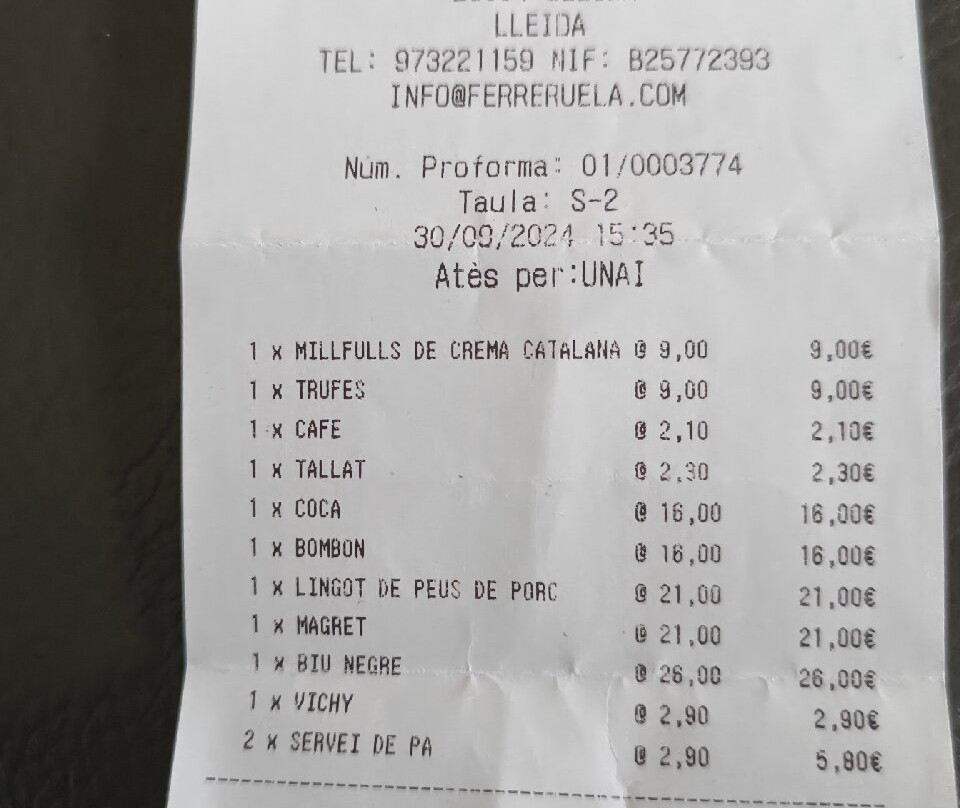 LLEIDA
TEL: 973221159 NIF: B25772393
INFO@FERRERUELA.COM
Núm. Proforma: 01/0003774
Taula: S-2
30/09/2024 15:35
Atès per:UNAI
1 x MILLFULLS DE CREMA CATALANA @ 9,00 9,00€
1 x TRUFES @ 9,00 9,00€
1 x CAFE @ 2,10 2,10€
1 x TALLAT @ 2,30 2,30€
1 x COCA @ 16,00 16,00€
1 x BOMBON @ 16,00 16,00€
1 x LINGOT DE PEUS DE PORC @ 21,00 21,00€
1 x MAGRET @ 21,00 21,00€
1 x BIU NEGRE @ 26,00 26,00€
1 x VICHY @ 2,90 2,90€
2 x SERVEI DE PA @ 2,90 5,80€